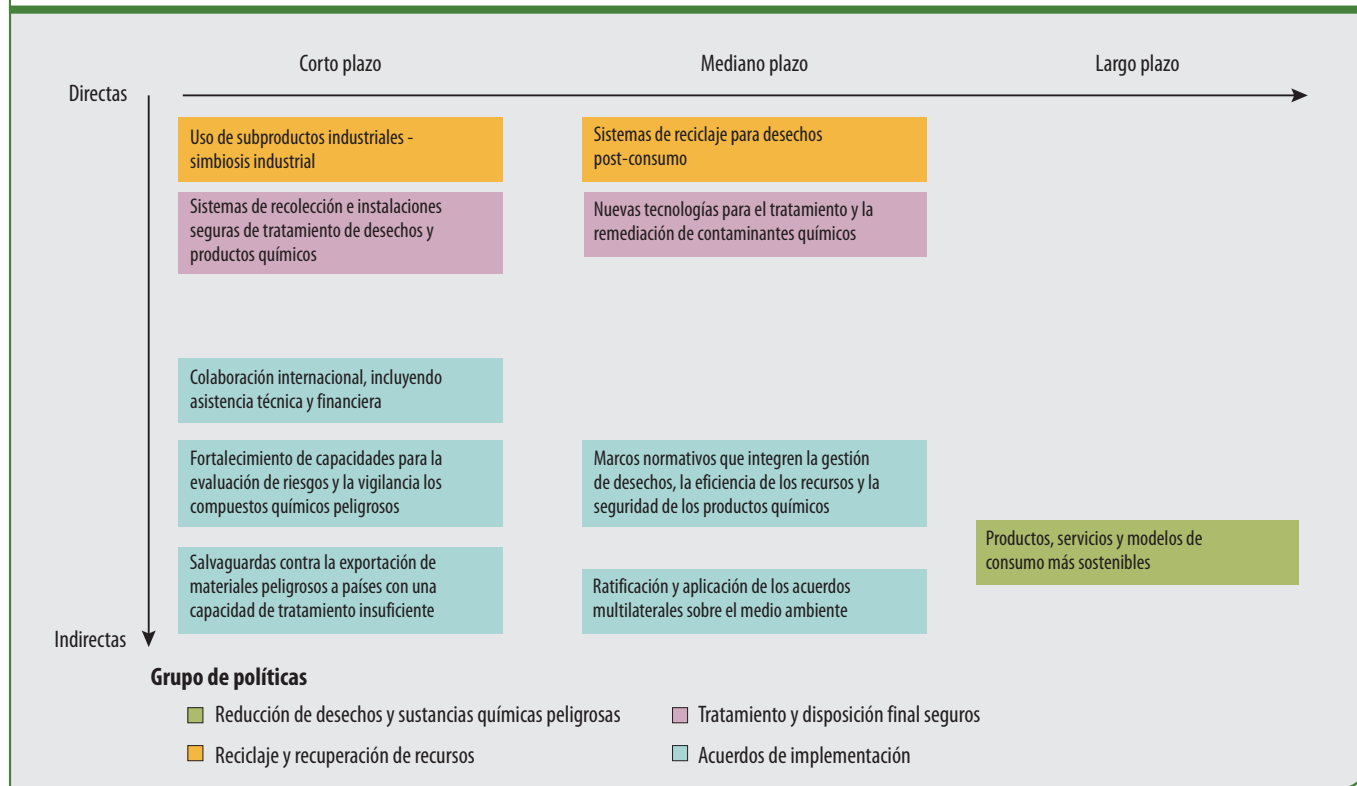 Corto plazo
Mediano plazo
Largo plazo
Directas
Uso de subproductos industriales -
simbiosis industrial
Sistemas de reciclaje para desechos
post-consumo
Sistemas de recolección e instalaciones
seguras de tratamiento de desechos y
productos químicos
Nuevas tecnologías para el tratamiento y la
remediación de contaminantes químicos
Colaboración internacional, incluyendo
asistencia técnica y financiera
Fortalecimiento de capacidades para la
evaluación de riesgos y la vigilancia los
compuestos químicos peligrosos
Marcos normativos que integren la gestión
de desechos, la eficiencia de los recursos y la
seguridad de los productos químicos
Productos, servicios y modelos de
consumo más sostenibles
Salvaguardas contra la exportación de
materiales peligrosos a países con una
capacidad de tratamiento insuficiente
Ratificación y aplicación de los acuerdos
multilaterales sobre el medio ambiente
Indirectas
Grupo de políticas
Reducción de desechos y sustancias químicas peligrosas
Tratamiento y disposición final seguros
Reciclaje y recuperación de recursos
Acuerdos de implementación